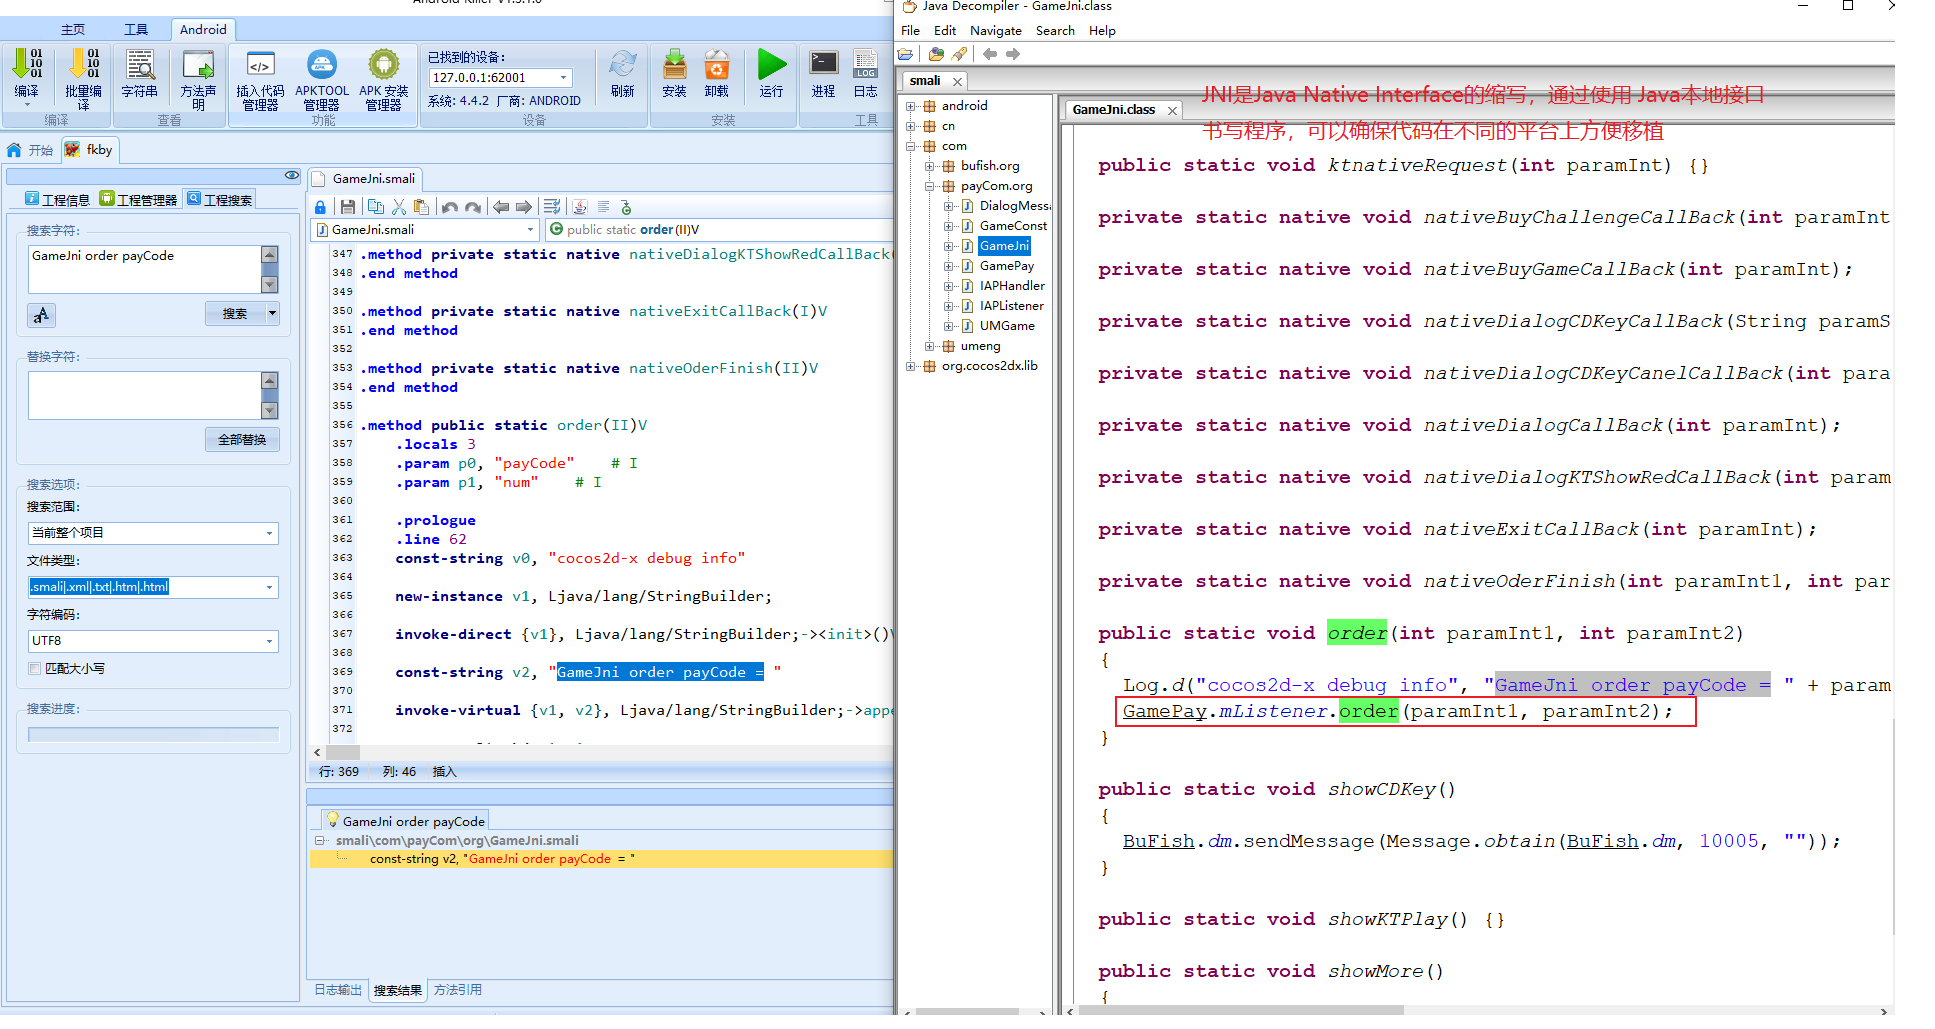 主页
工具
Android
编译
批量编译
字符串
方法声明
插入代码管理器
APKTOOL管理器
APK 安装管理器
已找到的设备:
127.0.0.1:62001
系统: 4.4.2 厂商: ANDROID
刷新
安装
卸载
运行
进程
日志
编译
查看
功能
设备
安装
工具
开始
fkby
工程信息
工程管理器
工程搜索
搜索字符:
GameJni order payCode
搜索
替换字符:
全部替换
搜索选项:
搜索范围:
当前整个项目
文件类型:
.smali|.xml|.txt|.htm|.html
字符编码:
UTF8
匹配大小写
搜索进度:
GameJni.smali
GameJni.smali
public static order(II)V
347 .method private static native nativeDialogKTShowRedCallBack(
348 .end method
349
350 .method private static native nativeExitCallBack(I)V
351 .end method
352
353 .method private static native nativeOderFinish(II)V
354 .end method
355
356 .method public static order(II)V
357 .locals 3
358 .param p0, "payCode" # I
359 .param p1, "num" # I
360
361 .prologue
362 .line 62
363 const-string v0, "cocos2d-x debug info"
364
365 new-instance v1, Ljava/lang/StringBuilder;
366
367 invoke-direct {v1}, Ljava/lang/StringBuilder;-><init>()V
368
369 const-string v2, "GameJni order payCode = "
370
371 invoke-virtual {v1, v2}, Ljava/lang/StringBuilder;->appe
372
行: 369 列: 46 插入
GameJni order payCode
smali\com\payCom\org\GameJni.smali
const-string v2, "GameJni order payCode = "
日志输出 搜索结果 方法引用
Java Decompiler - GameJni.class
File Edit Navigate Search Help
smali
android
cn
com
bufish.org
payCom.org
DialogMessa
GameConst
GameJni
GamePay
IAPHandler
IAPListener
UMGame
umeng
org.cocos2dx.lib
GameJni.class
JNI是Java Native Interface的缩写，通过使用 Java本地接口
书写程序，可以确保代码在不同的平台上方便移植
public static void ktnativeRequest(int paramInt) {}
private static native void nativeBuyChallengeCallBack(int paramInt
private static native void nativeBuyGameCallBack(int paramInt);
private static native void nativeDialogCDKeyCallBack(String paramS
private static native void nativeDialogCDKeyCanelCallBack(int para
private static native void nativeDialogCallBack(int paramInt);
private static native void nativeDialogKTShowRedCallBack(int param
private static native void nativeExitCallBack(int paramInt);
private static native void nativeOderFinish(int paramInt1, int par
public static void order(int paramInt1, int paramInt2)
{
Log.d("cocos2d-x debug info", "GameJni order payCode = " + param
GamePay.mListener.order(paramInt1, paramInt2);
}
public static void showCDKey()
{
BuFish.dm.sendMessage(Message.obtain(BuFish.dm, 10005, ""));
}
public static void showKTPlay() {}
public static void showMore()
{